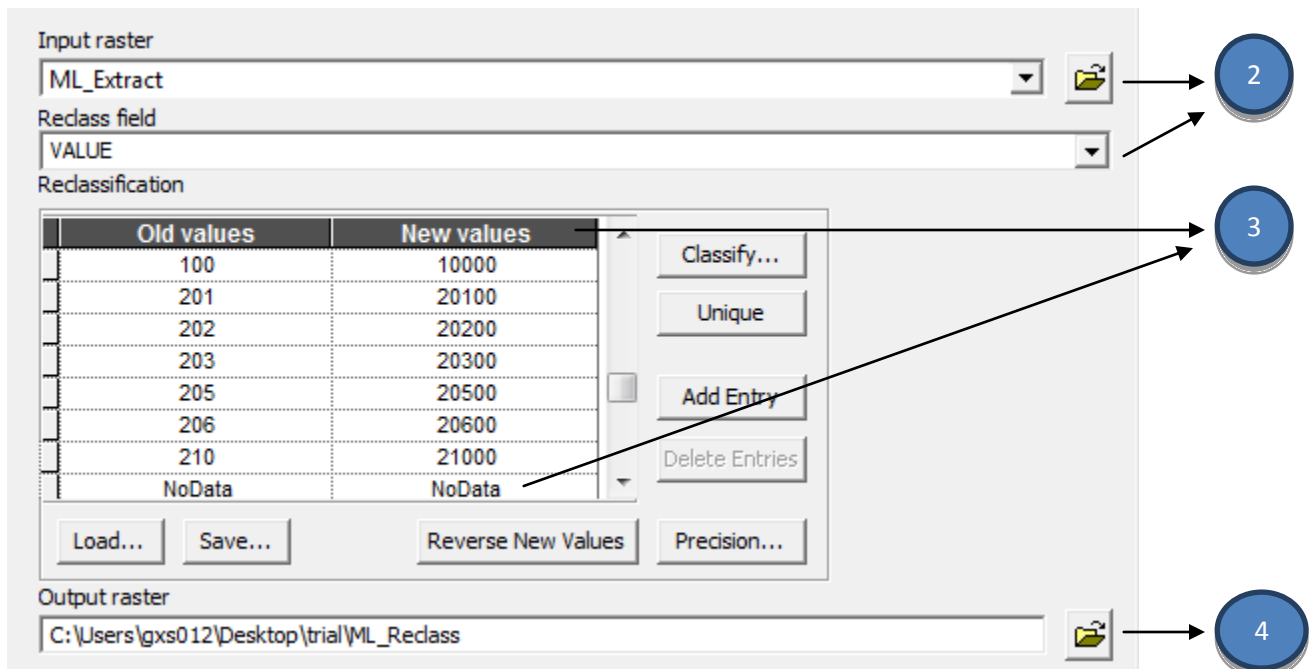 Input raster
ML_Extract
2
Reclass field
VALUE
Reclassification
Old values New values
3
100 10000
Classify...
201 20100
202 20200
Unique
203 20300
205 20500
Add Entry
206 20600
210 21000
Delete Entries
NoData NoData
Load... Save... Reverse New Values Precision...
Output raster
C:\Users\gxs012\Desktop\trial\ML_Reclass
4